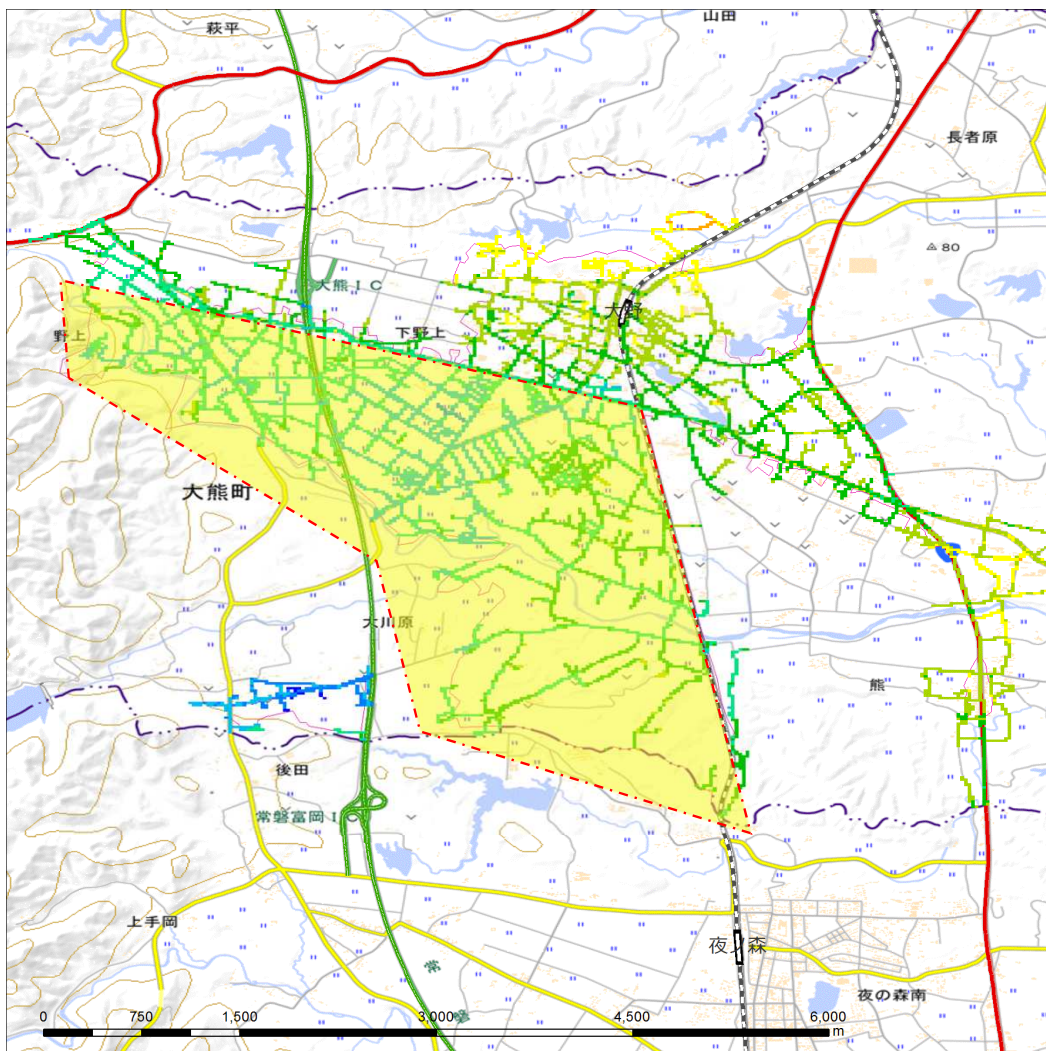 萩平
山田
長者原
80
大熊IC
大野
野上
下野上
大熊町
大川原
熊
後田
常磐富岡I
上手岡
夜ノ森
常
夜の森南
0 750 1,500 3,000 4,500 6,000
m